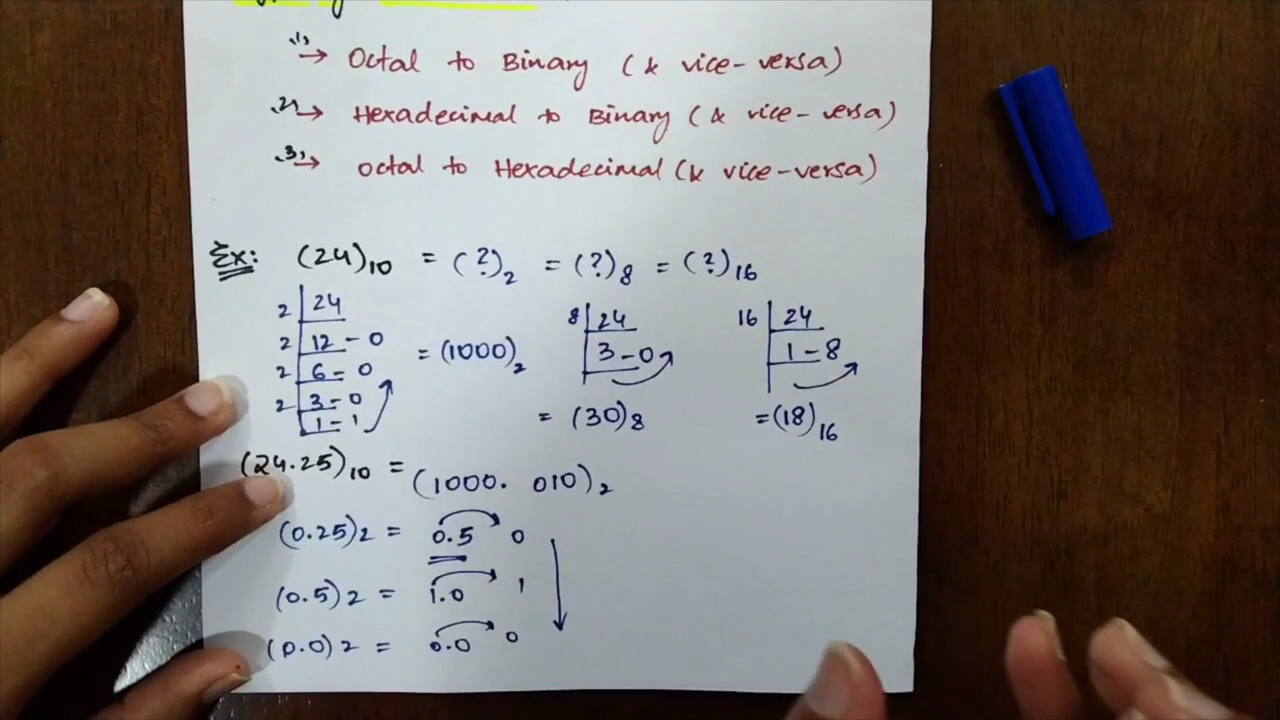 .1, → Octal to Binary (& vice-versa)
.2, → Hexadecimal to Binary (& vice-versa)
.3, → octal to Hexadecimal (& vice-versa)
Ex: (24)10 = (?)2 = (?)8 = (?)16
2 24
2 12 - 0
2 6 - 0
2 3 - 0
1 - 1
= (1000)2
8 24
3 - 0
= (30)8
16 24
1 - 8
= (18)16
(24.25)10 = (1000. 010)2
(0.25)2 = 0.5 0
(0.5)2 = 1.0 1
(0.0)2 = 0.0 0